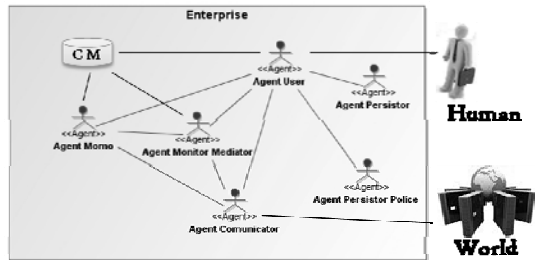 Enterprise
C M
<<Agent>>
Agent User
Human
<<Agent>>
Agent Persistor
<<Agent>>
Agent Momo
<<Agent>>
Agent Monitor Mediator
<<Agent>>
Agent Persistor Police
<<Agent>>
Agent Comunicator
World